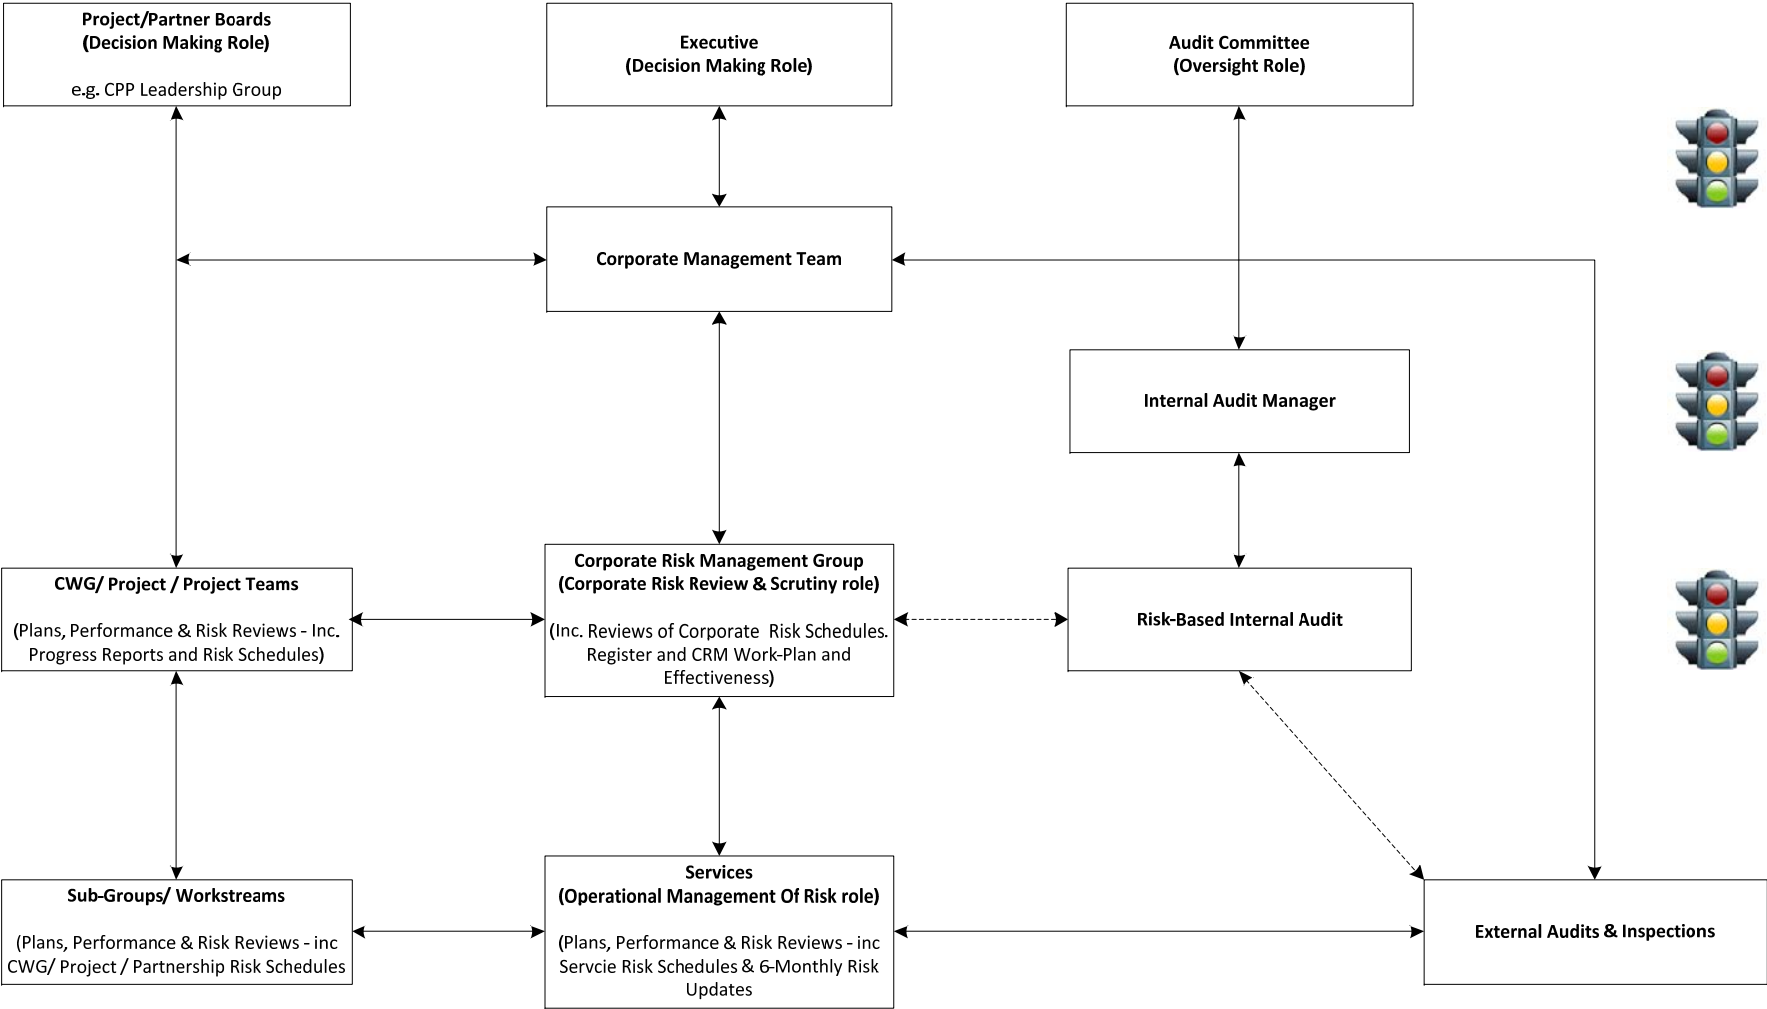 Project/Partner Boards
(Decision Making Role)
e.g. CPP Leadership Group
Executive
(Decision Making Role)
Audit Committee
(Oversight Role)
Corporate Management Team
Internal Audit Manager
CWG/ Project / Project Teams
(Plans, Performance & Risk Reviews - Inc.
Progress Reports and Risk Schedules)
Corporate Risk Management Group
(Corporate Risk Review & Scrutiny role)
(Inc. Reviews of Corporate Risk Schedules.
Register and CRM Work-Plan and
Effectiveness)
Risk-Based Internal Audit
Sub-Groups/ Workstreams
(Plans, Performance & Risk Reviews - inc
CWG/ Project / Partnership Risk Schedules
Services
(Operational Management Of Risk role)
(Plans, Performance & Risk Reviews - inc
Servcie Risk Schedules & 6-Monthly Risk
Updates
External Audits & Inspections